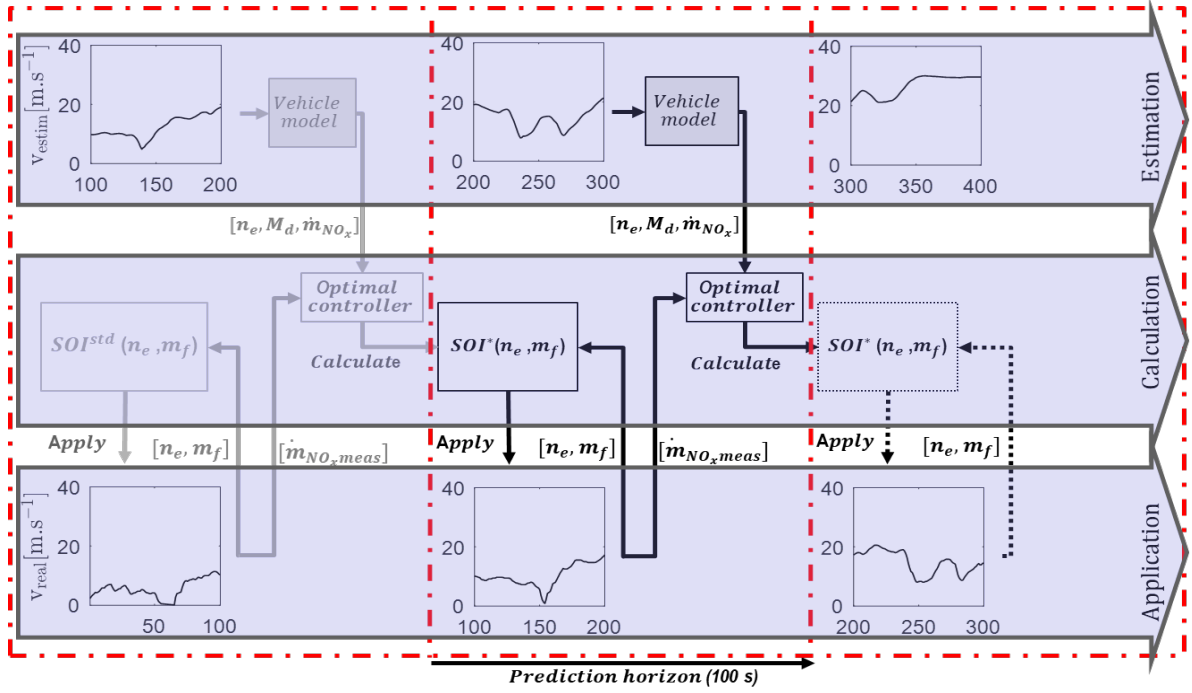 v_estim[m.s⁻¹]
40
20
0
100 150 200
Vehicle
model
40
20
0
200 250 300
Vehicle
model
40
20
0
300 350 400
Estimation
[n_e, M_d, ṁ_NOx]
[n_e, M_d, ṁ_NOx]
Optimal
controller
SOI^std (n_e ,m_f)
Calculate
Optimal
controller
SOI*(n_e ,m_f)
Calculate
SOI* (n_e ,m_f)
Calculation
Apply
[n_e, m_f]
[ṁ_NOxmeas]
Apply
[n_e, m_f]
[ṁ_NOxmeas]
Apply
[n_e, m_f]
v_real[m.s⁻¹]
40
20
0
50 100
40
20
0
100 150 200
40
20
0
200 250 300
Application
Prediction horizon (100 s)